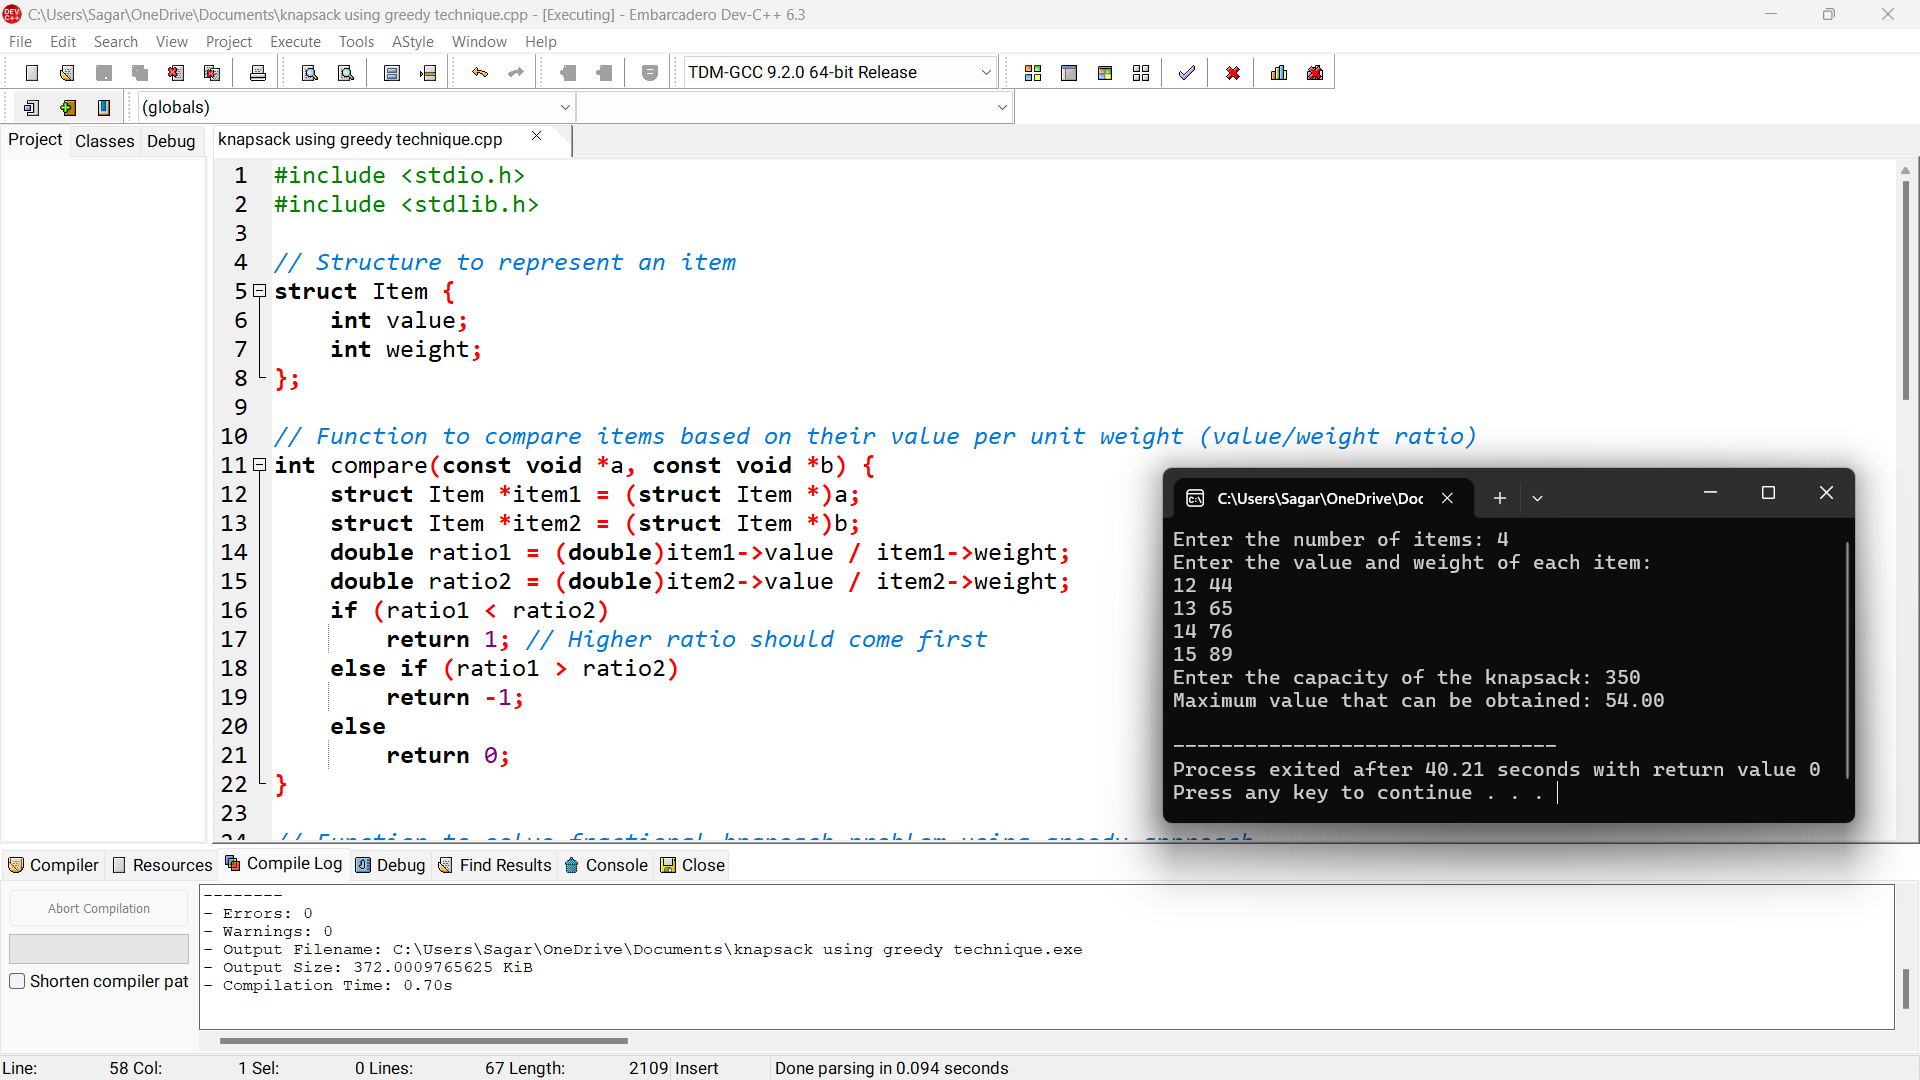 C:\Users\Sagar\OneDrive\Documents\knapsack using greedy technique.cpp - [Executing] - Embarcadero Dev-C++ 6.3
File Edit Search View Project Execute Tools AStyle Window Help
TDM-GCC 9.2.0 64-bit Release
(globals)
Project Classes Debug
knapsack using greedy technique.cpp
1 #include <stdio.h>
2 #include <stdlib.h>
3
4 // Structure to represent an item
5 struct Item {
6 int value;
7 int weight;
8 };
9
10 // Function to compare items based on their value per unit weight (value/weight ratio)
11 int compare(const void *a, const void *b) {
12 struct Item *item1 = (struct Item *)a;
13 struct Item *item2 = (struct Item *)b;
14 double ratio1 = (double)item1->value / item1->weight;
15 double ratio2 = (double)item2->value / item2->weight;
16 if (ratio1 < ratio2)
17 return 1; // Higher ratio should come first
18 else if (ratio1 > ratio2)
19 return -1;
20 else
21 return 0;
22 }
23
24 // Function to solve fractional knapsack problem using greedy approach
C:\Users\Sagar\OneDrive\Doc
Enter the number of items: 4
Enter the value and weight of each item:
12 44
13 65
14 76
15 89
Enter the capacity of the knapsack: 350
Maximum value that can be obtained: 54.00
--------------------------------
Process exited after 40.21 seconds with return value 0
Press any key to continue . . .
Compiler Resources Compile Log Debug Find Results Console Close
Abort Compilation
Shorten compiler pat
--------
- Errors: 0
- Warnings: 0
- Output Filename: C:\Users\Sagar\OneDrive\Documents\knapsack using greedy technique.exe
- Output Size: 372.0009765625 KiB
- Compilation Time: 0.70s
Line: 58 Col: 1 Sel: 0 Lines: 67 Length: 2109 Insert Done parsing in 0.094 seconds